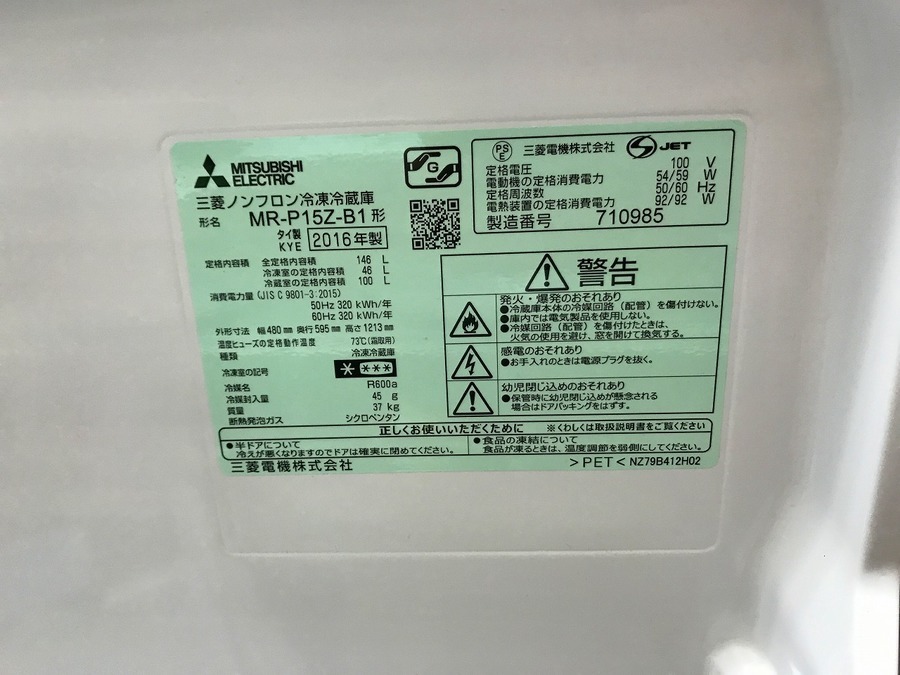 MITSUBISHI
ELECTRIC
G
三菱ノンフロン冷凍冷蔵庫
形名 MR-P15Z-B1形
タイ製
KYE 2016年製
定格内容積 全定格内容積 146 L
冷凍室の定格内容積 46 L
冷蔵室の定格内容積 100 L
消費電力量 (JIS C 9801-3:2015)
50Hz 320 kWh/年
60Hz 320 kWh/年
外形寸法 幅480mm 奥行595mm 高さ1213mm
温度ヒューズの定格動作温度 73℃(霜取用)
種類 冷凍冷蔵庫
冷凍室の記号 * ***
冷媒名 R600a
冷媒封入量 45 g
質量 37 kg
断熱発泡ガス シクロペンタン
PS
E 三菱電機株式会社 S JET
定格電圧 100 V
電動機の定格消費電力 54/59 W
定格周波数 50/60 Hz
電熱装置の定格消費電力 92/92 W
製造番号 710985
警告
発火・爆発のおそれあり
●冷蔵庫本体の冷媒回路(配管)を傷付けない。
●庫内では電気製品を使用しない。
●冷媒回路(配管)を傷付けたときは、
火気の使用を避け、窓を開けて換気する。
感電のおそれあり
●お手入れのときは電源プラグを抜く。
幼児閉じ込めのおそれあり
●保管時に幼児閉じ込めが懸念される
場合はドアパッキングをはずす。
正しくお使いいただくために ※くわしくは取扱説明書をご覧ください
●半ドアについて
冷えが悪くなりますのでドアは確実に閉めてください。
●食品の凍結について
食品が凍るときは、温度調節を弱側にしてください。
三菱電機株式会社 >PET< NZ79B412H02